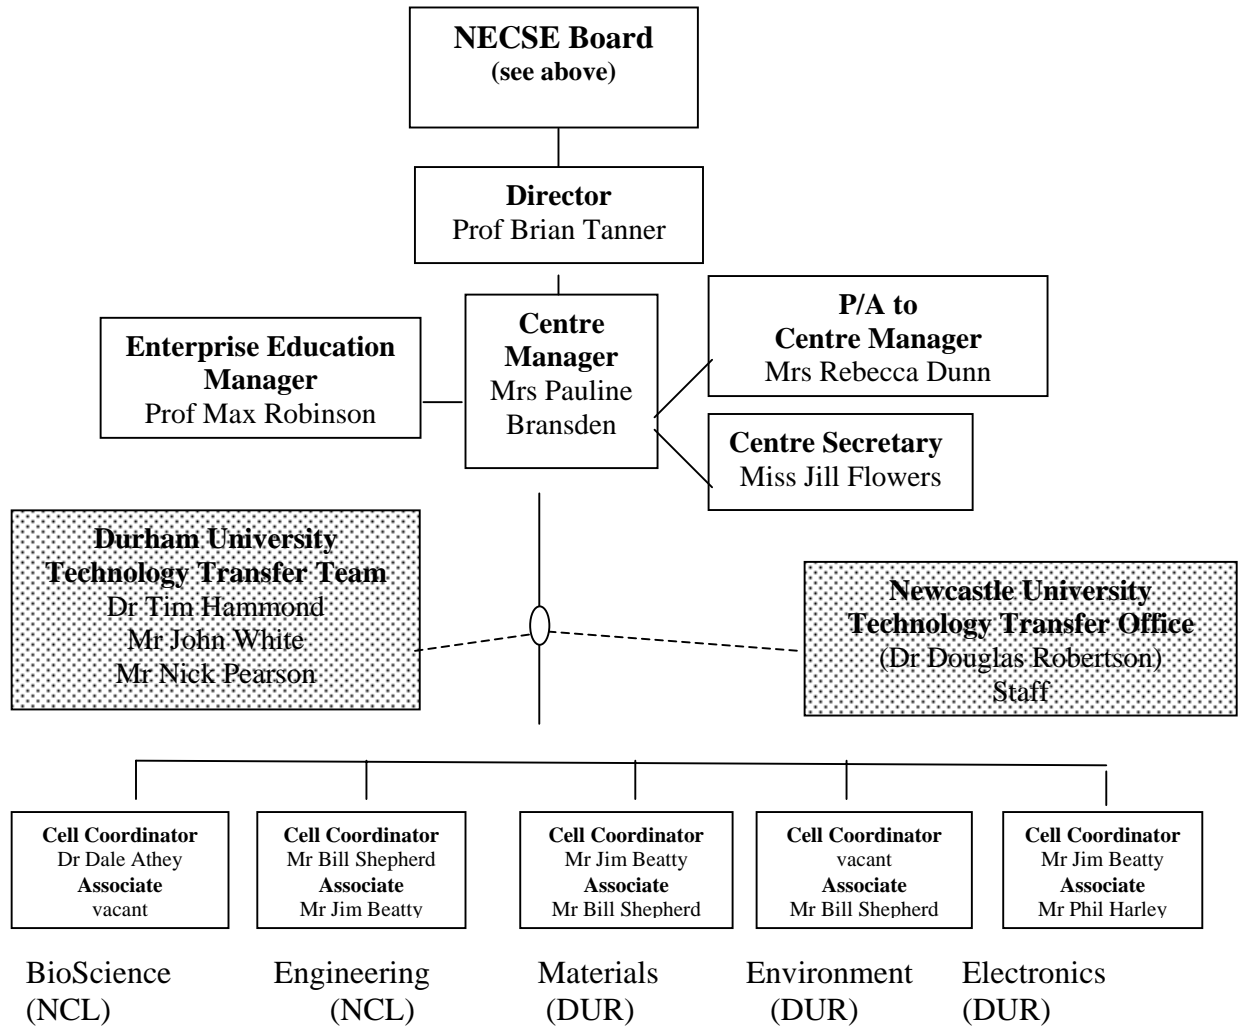 NECSE Board
(see above)
Director
Prof Brian Tanner
Centre
Manager
Mrs Pauline
Bransden
P/A to
Centre Manager
Mrs Rebecca Dunn
Enterprise Education
Manager
Prof Max Robinson
Centre Secretary
Miss Jill Flowers
Durham University
Technology Transfer Team
Dr Tim Hammond
Mr John White
Mr Nick Pearson
Newcastle University
Technology Transfer Office
(Dr Douglas Robertson)
Staff
Cell Coordinator
Dr Dale Athey
Associate
vacant
Cell Coordinator
Mr Bill Shepherd
Associate
Mr Jim Beatty
Cell Coordinator
Mr Jim Beatty
Associate
Mr Bill Shepherd
Cell Coordinator
vacant
Associate
Mr Bill Shepherd
Cell Coordinator
Mr Jim Beatty
Associate
Mr Phil Harley
BioScience
(NCL)
Engineering
(NCL)
Materials
(DUR)
Environment
(DUR)
Electronics
(DUR)